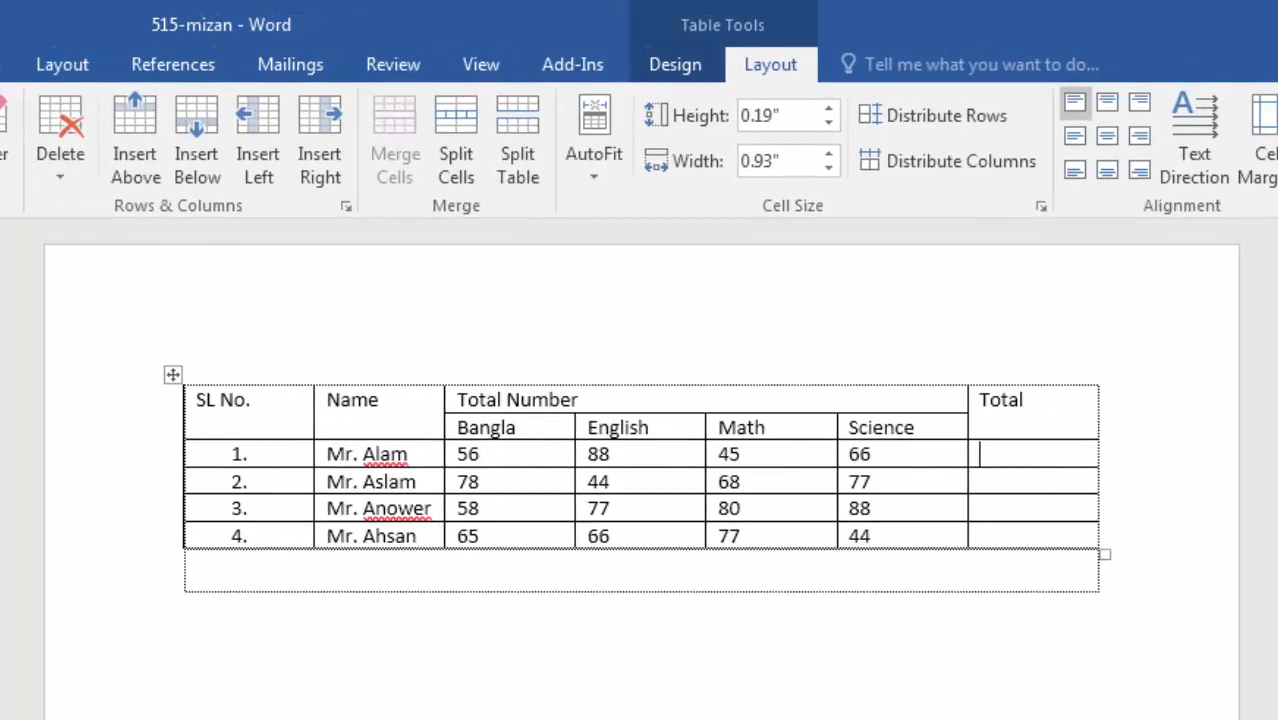 515-mizan - Word Table Tools
Layout References Mailings Review View Add-Ins Design Layout Tell me what you want to do...
Delete Insert Above Insert Below Insert Left Insert Right Merge Cells Split Cells Split Table AutoFit Height: 0.19" Distribute Rows
Width: 0.93" Distribute Columns Text Direction
Rows & Columns Merge Cell Size Alignment
SL No. Name Total Number Total
Bangla English Math Science
1. Mr. Alam 56 88 45 66
2. Mr. Aslam 78 44 68 77
3. Mr. Anower 58 77 80 88
4. Mr. Ahsan 65 66 77 44